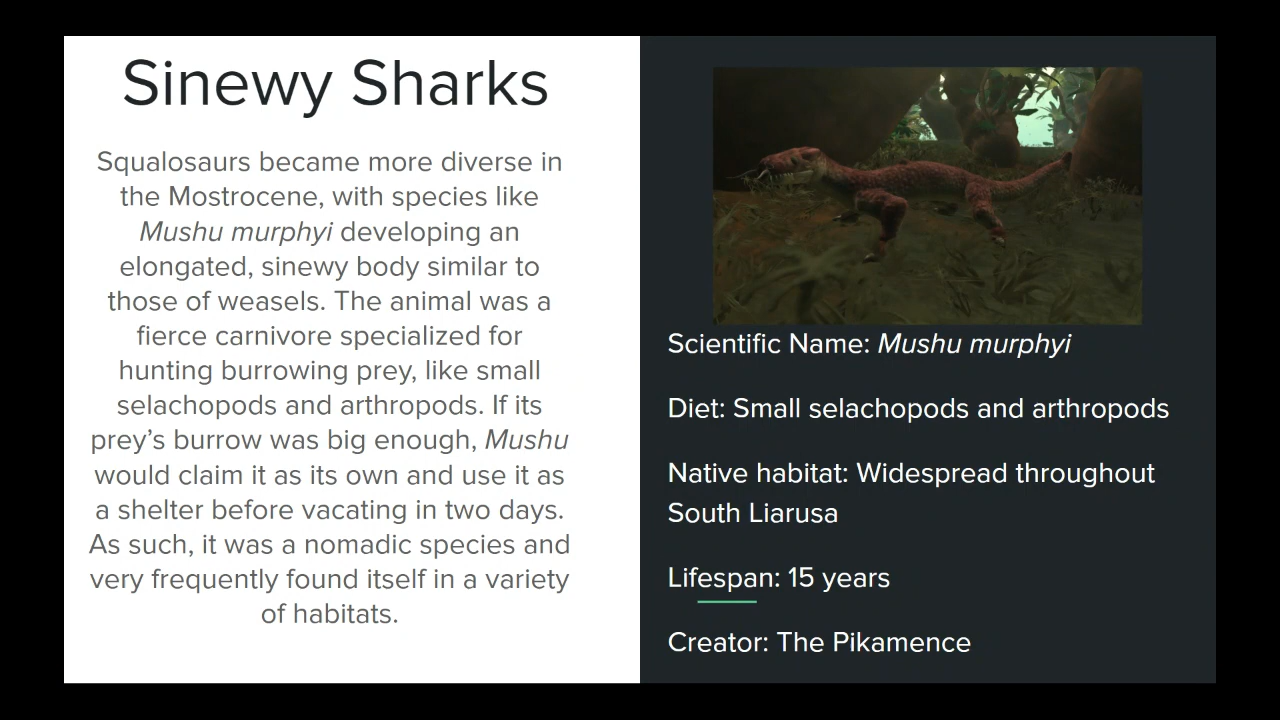 Sinewy Sharks
Squalosaurs became more diverse in
the Mostrocene, with species like
Mushu murphyi developing an
elongated, sinewy body similar to
those of weasels. The animal was a
fierce carnivore specialized for
hunting burrowing prey, like small
selachopods and arthropods. If its
prey’s burrow was big enough, Mushu
would claim it as its own and use it as
a shelter before vacating in two days.
As such, it was a nomadic species and
very frequently found itself in a variety
of habitats.
Scientific Name: Mushu murphyi
Diet: Small selachopods and arthropods
Native habitat: Widespread throughout
South Liarusa
Lifespan: 15 years
Creator: The Pikamence